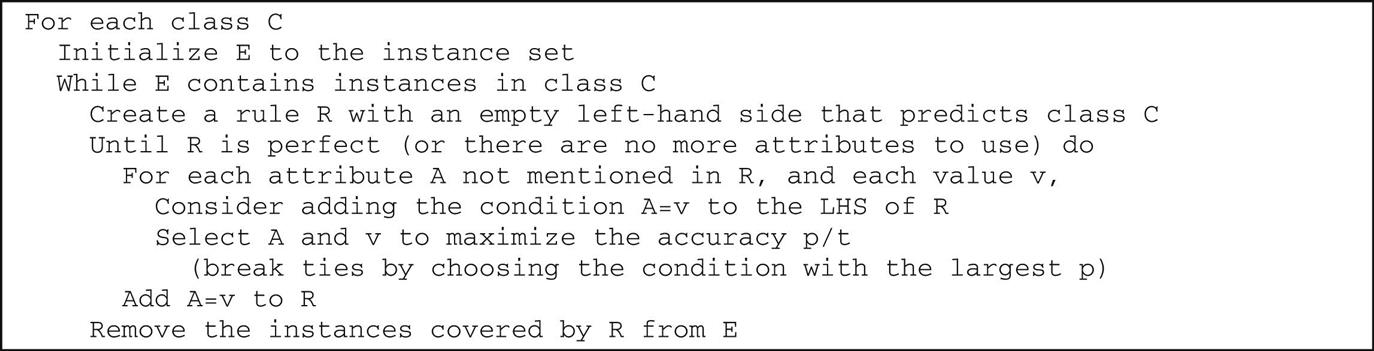 For each class C
Initialize E to the instance set
While E contains instances in class C
Create a rule R with an empty left-hand side that predicts class C
Until R is perfect (or there are no more attributes to use) do
For each attribute A not mentioned in R, and each value v,
Consider adding the condition A=v to the LHS of R
Select A and v to maximize the accuracy p/t
(break ties by choosing the condition with the largest p)
Add A=v to R
Remove the instances covered by R from E